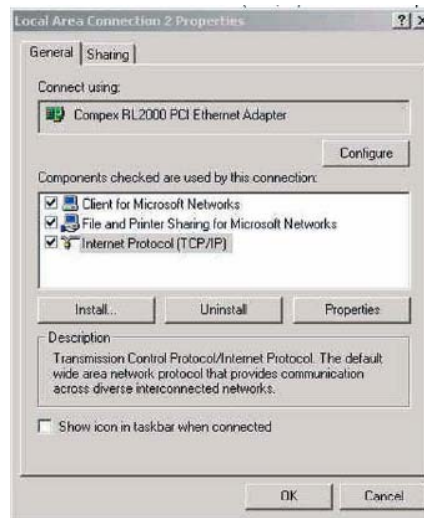 Local Area Connection 2 Properties
General Sharing
Connect using:
Compex RL2000 PCI Ethernet Adapter
Configure
Components checked are used by this connection:
Client for Microsoft Networks
File and Printer Sharing for Microsoft Networks
Internet Protocol (TCP/IP)
Install... Uninstall Properties
Description
Transmission Control Protocol/Internet Protocol. The default
wide area network protocol that provides communication
across diverse interconnected networks.
Show icon in taskbar when connected
OK Cancel